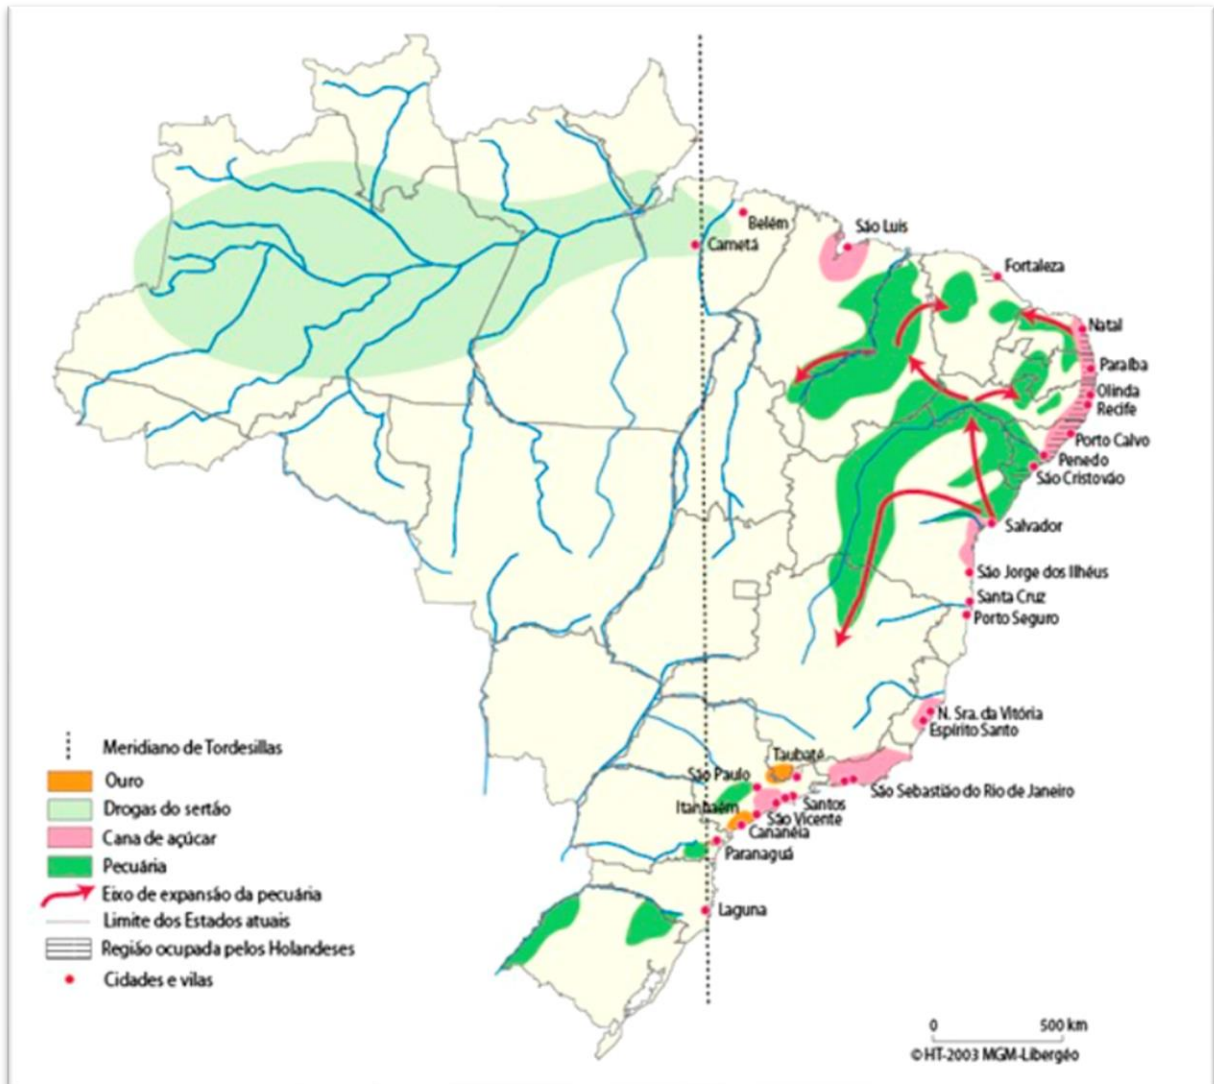 Belém
São Luis
Cametá
Fortaleza
Natal
Paraíba
Olinda
Recife
Porto Calvo
Penedo
São Cristovão
Salvador
São Jorge dos Ilhéus
Santa Cruz
Porto Seguro
N. Sra. da Vitória
Espírito Santo
Taubaté
São Paulo
São Sebastião do Rio de Janeiro
Itanhaém
Santos
São Vicente
Cananéia
Paranaguá
Laguna
Meridiano de Tordesillas
Ouro
Drogas do sertão
Cana de açúcar
Pecuária
Eixo de expansão da pecuária
Limite dos Estados atuais
Região ocupada pelos Holandeses
Cidades e vilas
0 500 km
©HT-2003 MGM-Libergéo